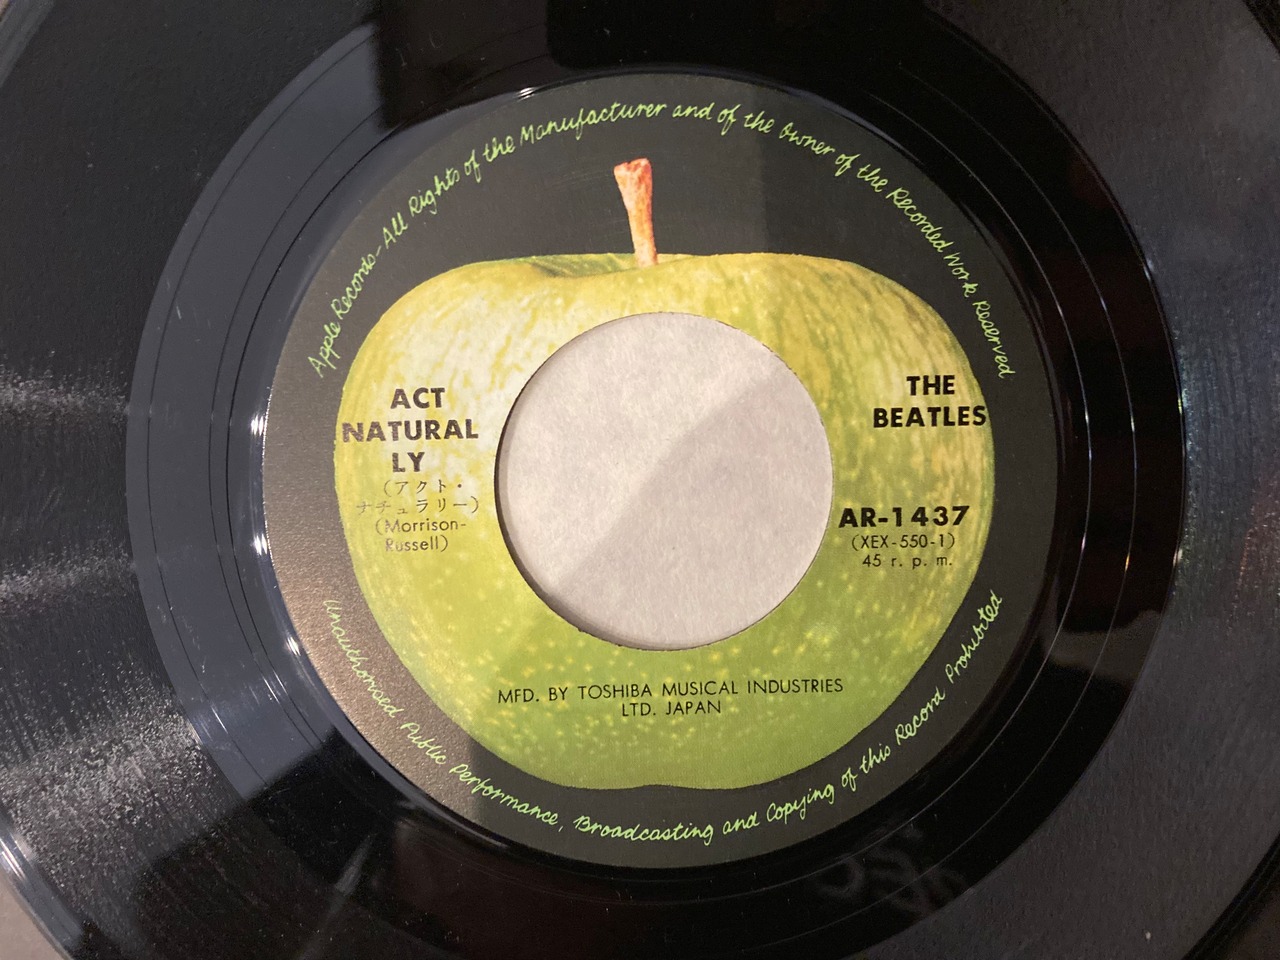 Apple Records-All Rights of the Manufacturer and of the Owner of the Recorded Work Reserved
ACT
NATURAL
LY
(アクト・
ナチュラリー)
(Morrison-
Russell)
THE
BEATLES
AR-1437
(XEX-550-1)
45 r. p. m.
MFD. BY TOSHIBA MUSICAL INDUSTRIES
LTD. JAPAN
Unauthorised Public Performance, Broadcasting and Copying of this Record Prohibited